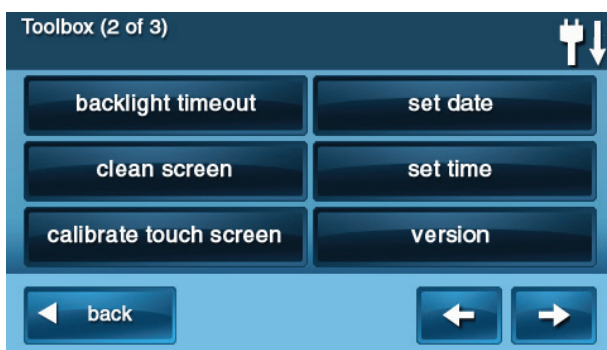 Toolbox (2 of 3)
backlight timeout
set date
clean screen
set time
calibrate touch screen
version
back